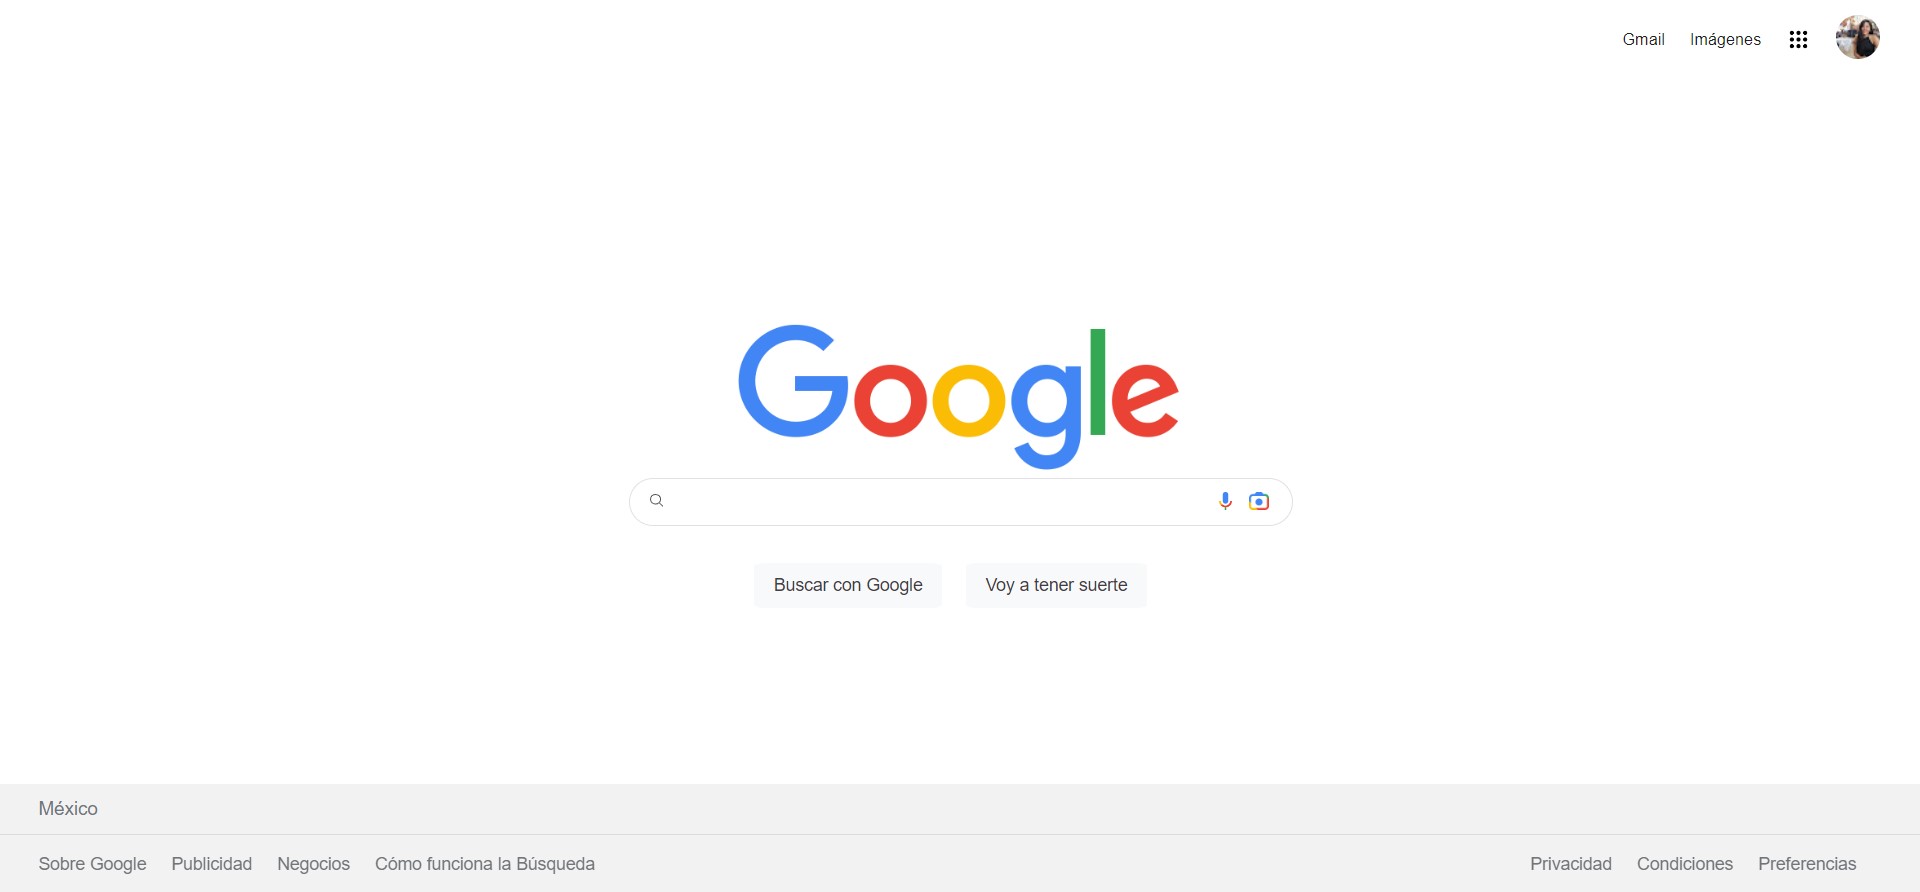 Gmail Imágenes
Google
Buscar con Google Voy a tener suerte
México
Sobre Google Publicidad Negocios Cómo funciona la Búsqueda Privacidad Condiciones Preferencias